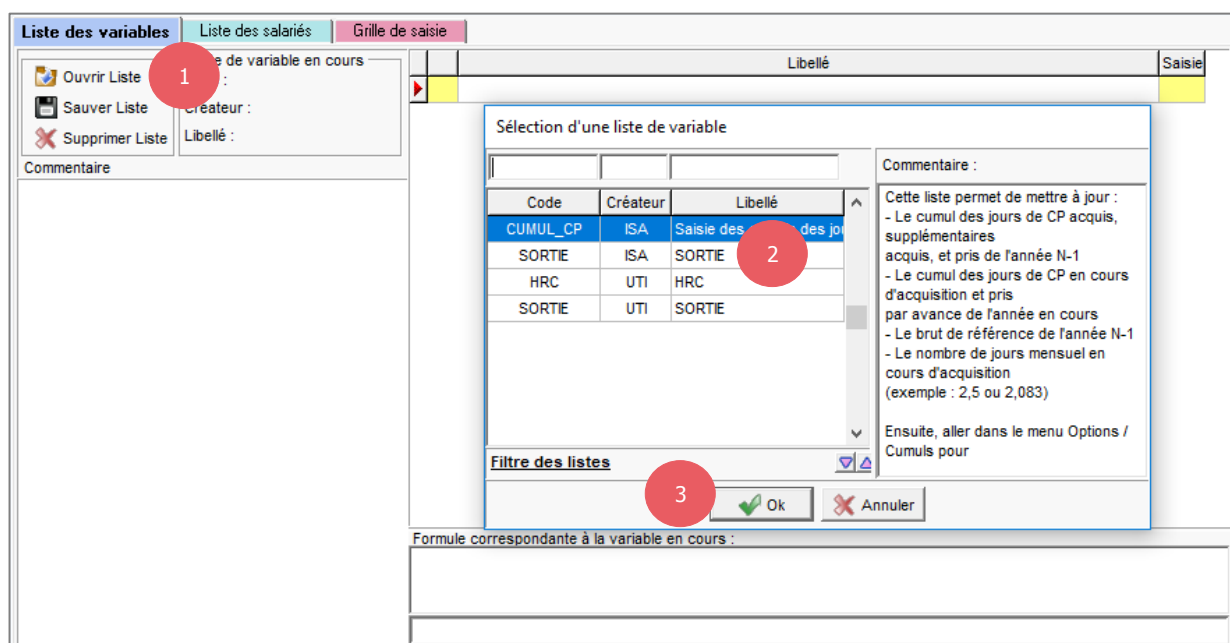 Liste des variables Liste des salariés Grille de saisie
Ouvrir Liste
Sauver Liste
Supprimer Liste
1
e de variable en cours
:
Créateur :
Libellé :
Commentaire
Libellé Saisie
Sélection d'une liste de variable
Code Créateur Libellé
CUMUL_CP ISA Saisie des des jou
SORTIE ISA SORTIE
2
HRC UTI HRC
SORTIE UTI SORTIE
Filtre des listes
Commentaire :
Cette liste permet de mettre à jour :
- Le cumul des jours de CP acquis,
supplémentaires
acquis, et pris de l'année N-1
- Le cumul des jours de CP en cours
d'acquisition et pris
par avance de l'année en cours
- Le brut de référence de l'année N-1
- Le nombre de jours mensuel en
cours d'acquisition
(exemple : 2,5 ou 2,083)
Ensuite, aller dans le menu Options /
Cumuls pour
3
Ok Annuler
Formule correspondante à la variable en cours :